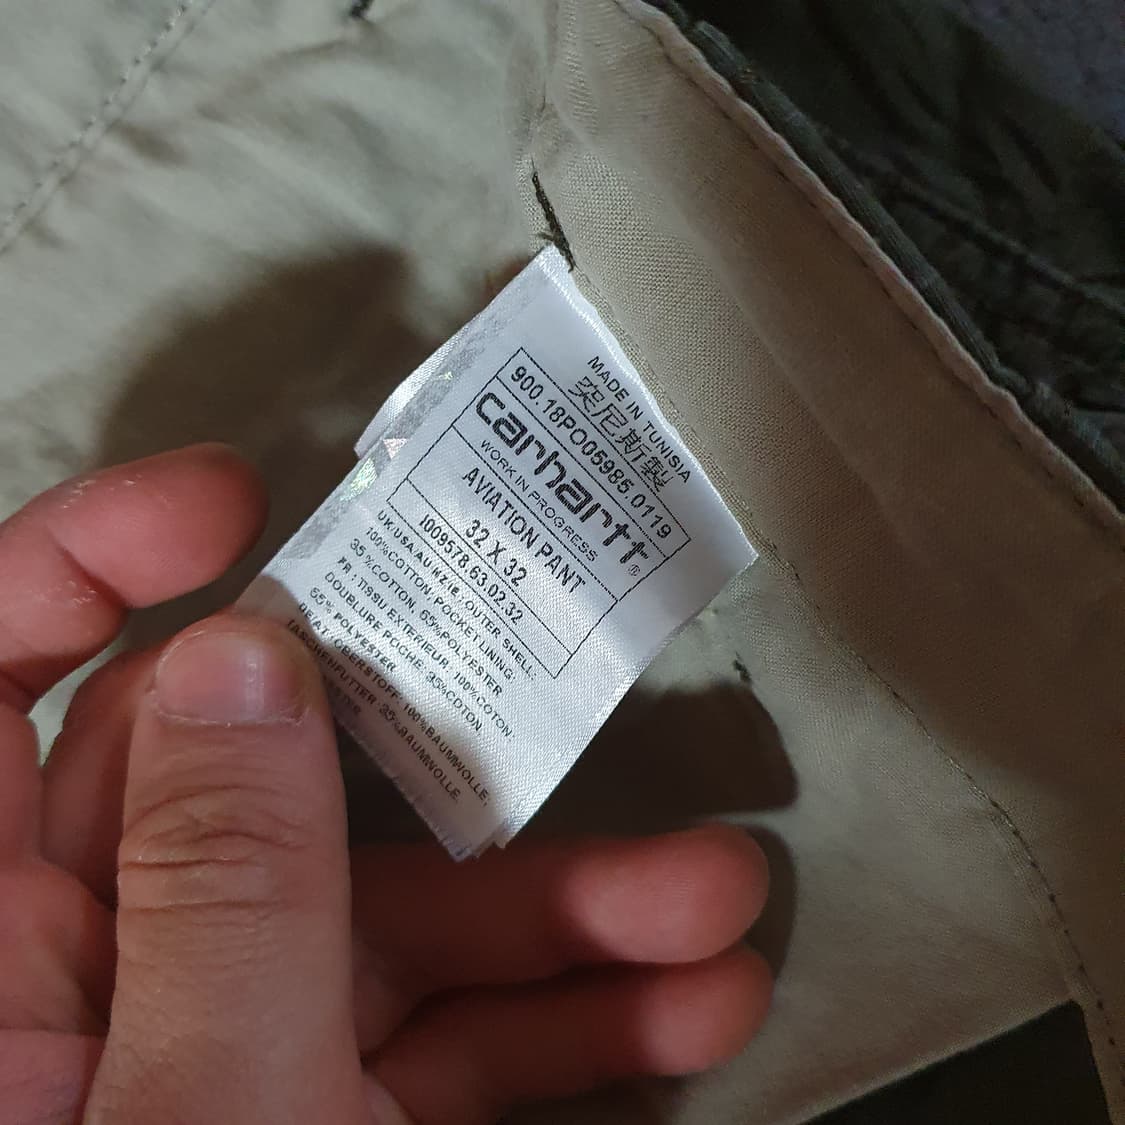 MADE IN TUNISIA
突尼斯製
900.18PO05985.0119
carhartt®
WORK IN PROGRESS
AVIATION PANT
32 X 32
I009578.63.02.32
UK/USA/AU/NZ/IE: OUTER SHELL:
100%COTTON. POCKET LINING:
35%COTTON, 65%POLYESTER
FR : TISSU EXTERIEUR, 100%COTON
DOUBLURE POCHE: 35%COTON,
65% POLYESTER
DE/AT: OBERSTOFF: 100%BAUMWOLLE,
TASCHENFUTTER: 35%BAUMWOLLE,